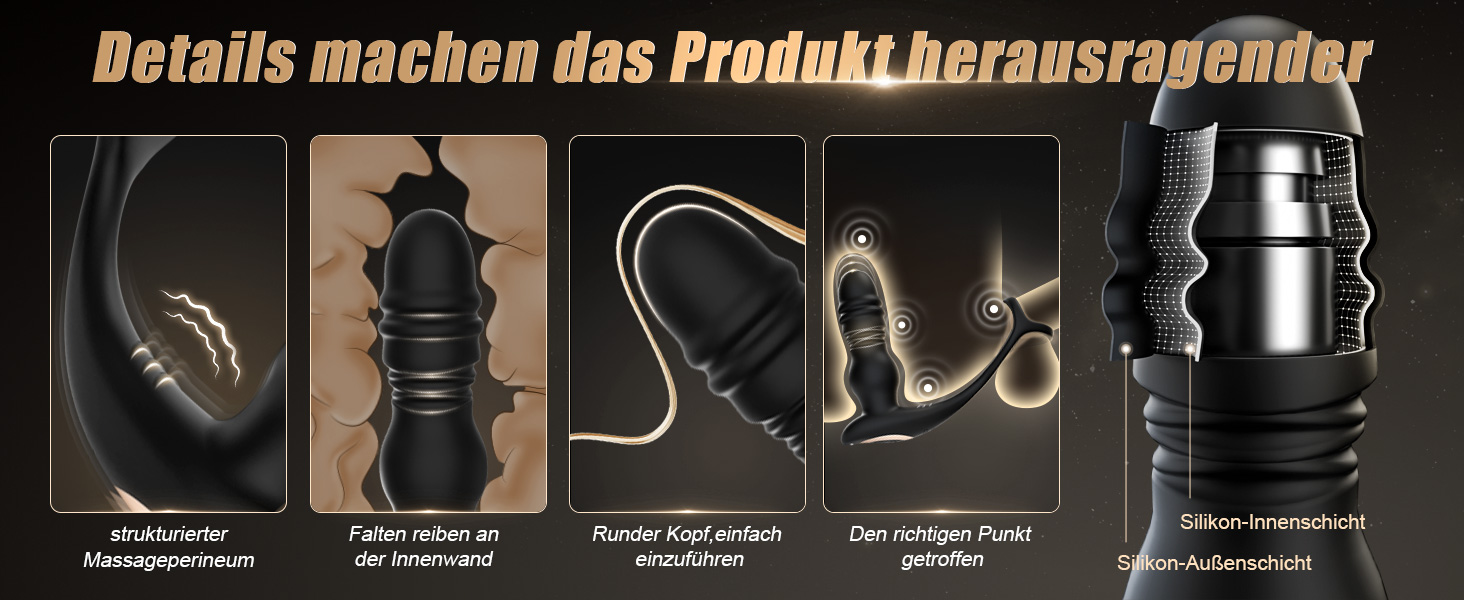 Details machen das Produkt herausragender
strukturierter
Massageperineum
Falten reiben an
der Innenwand
Runder Kopf,einfach
einzuführen
Den richtigen Punkt
getroffen
Silikon-Innenschicht
Silikon-Außenschicht